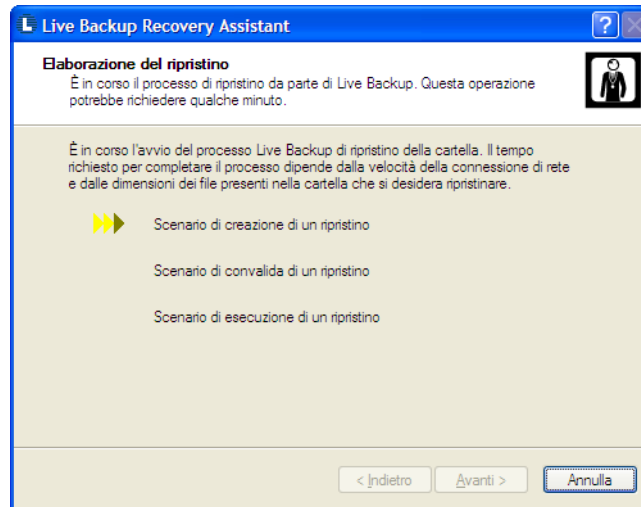 Live Backup Recovery Assistant
Elaborazione del ripristino
È in corso il processo di ripristino da parte di Live Backup. Questa operazione
potrebbe richiedere qualche minuto.
È in corso l'avvio del processo Live Backup di ripristino della cartella. Il tempo
richiesto per completare il processo dipende dalla velocità della connessione di rete
e dalle dimensioni dei file presenti nella cartella che si desidera ripristinare.
Scenario di creazione di un ripristino
Scenario di convalida di un ripristino
Scenario di esecuzione di un ripristino
< Indietro
Avanti >
Annulla